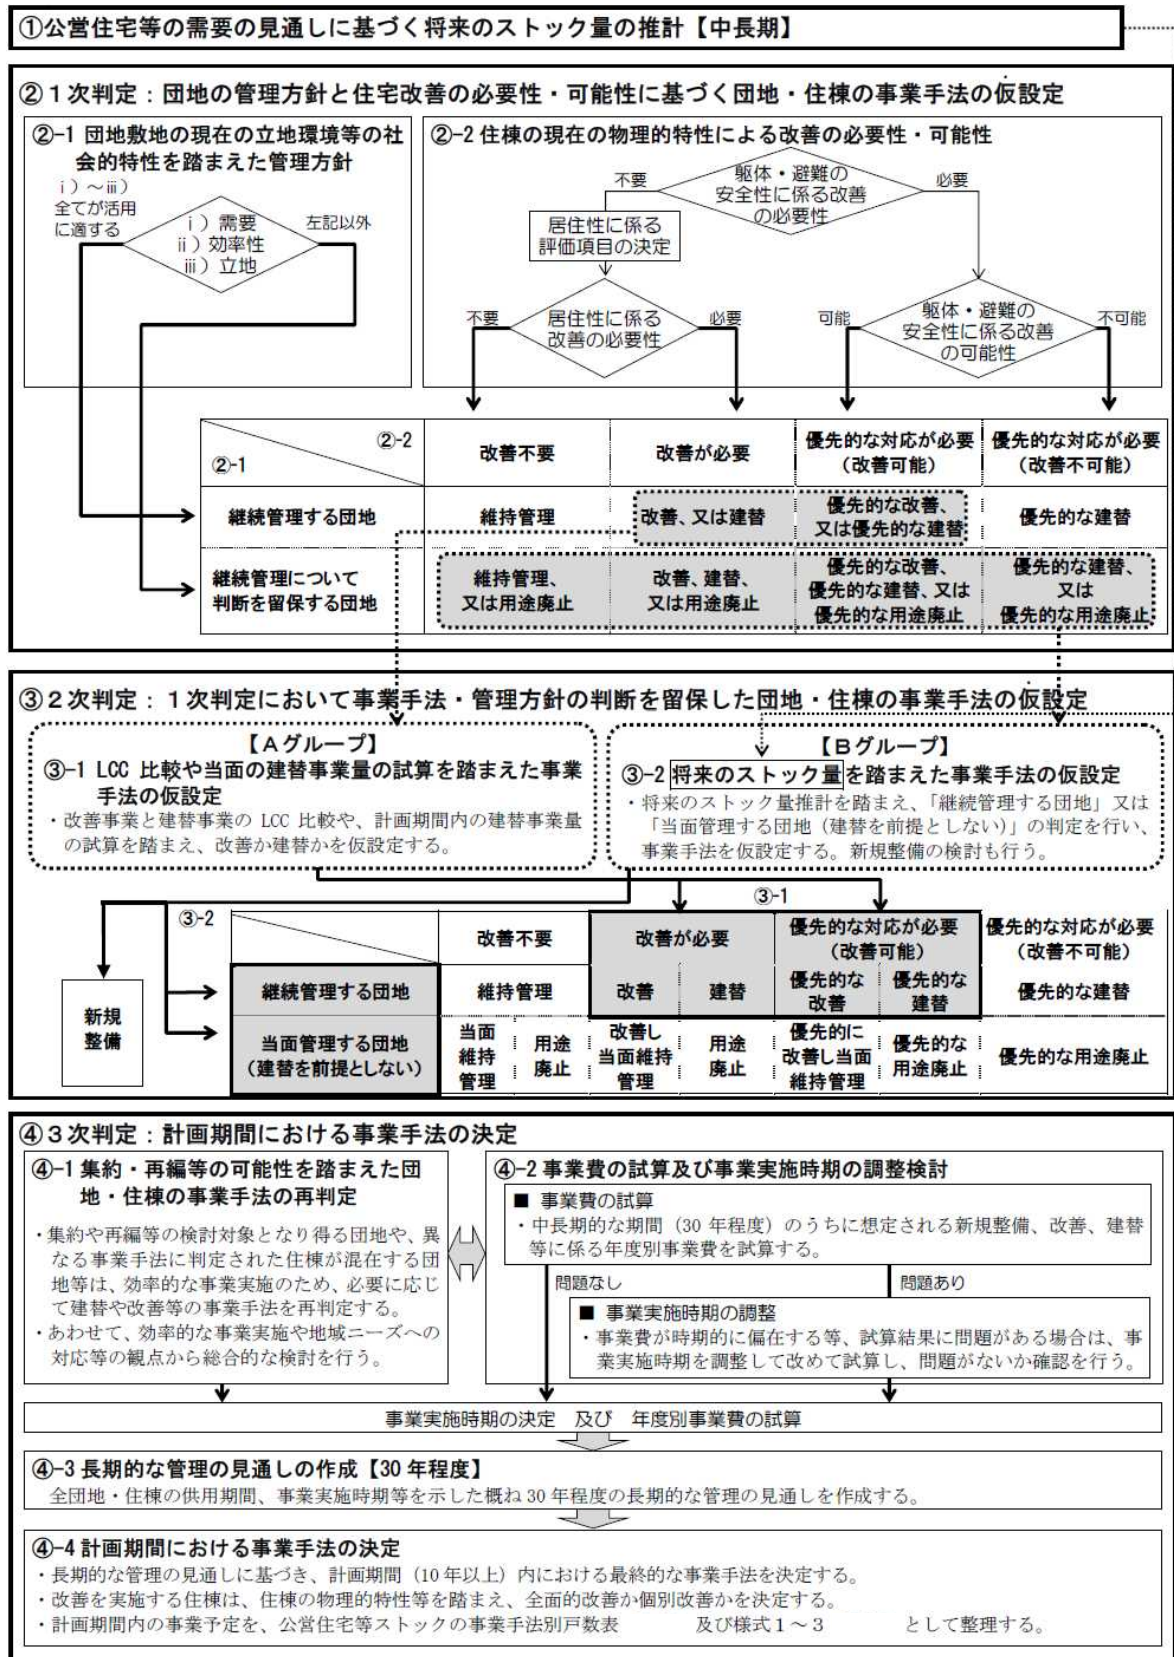 ①公営住宅等の需要の見通しに基づく将来のストック量の推計【中長期】
②１次判定：団地の管理方針と住宅改善の必要性・可能性に基づく団地・住棟の事業手法の仮設定
②-1 団地敷地の現在の立地環境等の社
会的特性を踏まえた管理方針
ⅰ）～ⅲ）
全てが活用
に適する
ⅰ）需要
ⅱ）効率性
ⅲ）立地
左記以外
②-2 住棟の現在の物理的特性による改善の必要性・可能性
不要
躯体・避難の
安全性に係る改善
の必要性
必要
居住性に係る
評価項目の決定
不要
居住性に係る
改善の必要性
必要
可能
躯体・避難の
安全性に係る改善
の可能性
不可能
②-2
②-1
改善不要
改善が必要
優先的な対応が必要
（改善可能）
優先的な対応が必要
（改善不可能）
継続管理する団地
維持管理
改善、又は建替
優先的な改善、
又は優先的な建替
優先的な建替
継続管理について
判断を留保する団地
維持管理、
又は用途廃止
改善、建替、
又は用途廃止
優先的な改善、
優先的な建替、又は
優先的な用途廃止
優先的な建替、
又は
優先的な用途廃止
③２次判定：１次判定において事業手法・管理方針の判断を留保した団地・住棟の事業手法の仮設定
【Ａグループ】
③-1 LCC 比較や当面の建替事業量の試算を踏まえた事業
手法の仮設定
・改善事業と建替事業の LCC 比較や、計画期間内の建替事業量
の試算を踏まえ、改善か建替かを仮設定する。
【Ｂグループ】
③-2 将来のストック量を踏まえた事業手法の仮設定
・将来のストック量推計を踏まえ、「継続管理する団地」又は
「当面管理する団地（建替を前提としない）」の判定を行い、
事業手法を仮設定する。新規整備の検討も行う。
③-1
③-2
新規
整備
改善不要
改善が必要
優先的な対応が必要
（改善可能）
優先的な対応が必要
（改善不可能）
継続管理する団地
維持管理
改善
建替
優先的な
改善
優先的な
建替
優先的な建替
当面管理する団地
（建替を前提としない）
当面
維持
管理
用途
廃止
改善し
当面維持
管理
用途
廃止
優先的に
改善し当面
維持管理
優先的な
用途廃止
優先的な用途廃止
④３次判定：計画期間における事業手法の決定
④-1 集約・再編等の可能性を踏まえた団
地・住棟の事業手法の再判定
・集約や再編等の検討対象となり得る団地や、異
なる事業手法に判定された住棟が混在する団
地等は、効率的な事業実施のため、必要に応じ
て建替や改善等の事業手法を再判定する。
・あわせて、効率的な事業実施や地域ニーズへの
対応等の観点から総合的な検討を行う。
④-2 事業費の試算及び事業実施時期の調整検討
■ 事業費の試算
・中長期的な期間（30 年程度）のうちに想定される新規整備、改善、建替
等に係る年度別事業費を試算する。
問題なし
問題あり
■ 事業実施時期の調整
・事業費が時期的に偏在する等、試算結果に問題がある場合は、事
業実施時期を調整して改めて試算し、問題がないか確認を行う。
事業実施時期の決定　及び　年度別事業費の試算
④-3 長期的な管理の見通しの作成【30 年程度】
全団地・住棟の供用期間、事業実施時期等を示した概ね 30 年程度の長期的な管理の見通しを作成する。
④-4 計画期間における事業手法の決定
・長期的な管理の見通しに基づき、計画期間（10 年以上）内における最終的な事業手法を決定する。
・改善を実施する住棟は、住棟の物理的特性等を踏まえ、全面的改善か個別改善かを決定する。
・計画期間内の事業予定を、公営住宅等ストックの事業手法別戸数表　　　及び様式１～３　　　として整理する。